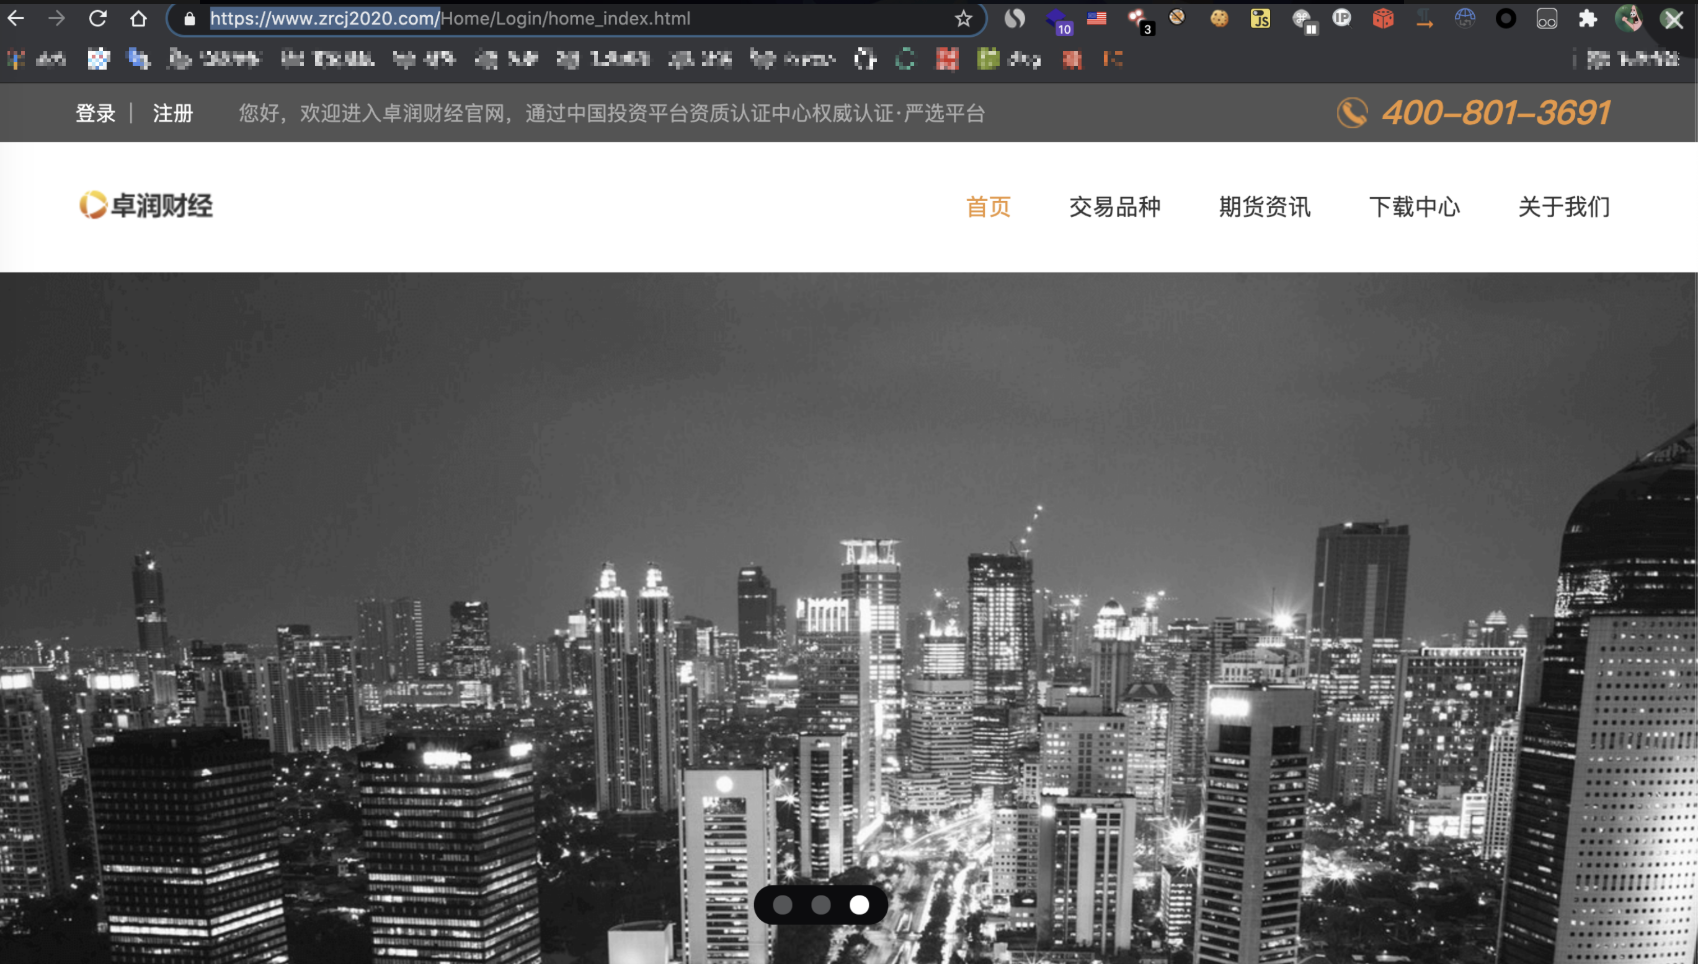 https://www.zrcj2020.com/Home/Login/home_index.html
10
3
JS
IP
登录 | 注册 您好，欢迎进入卓润财经官网，通过中国投资平台资质认证中心权威认证·严选平台 400-801-3691
卓润财经 首页 交易品种 期货资讯 下载中心 关于我们